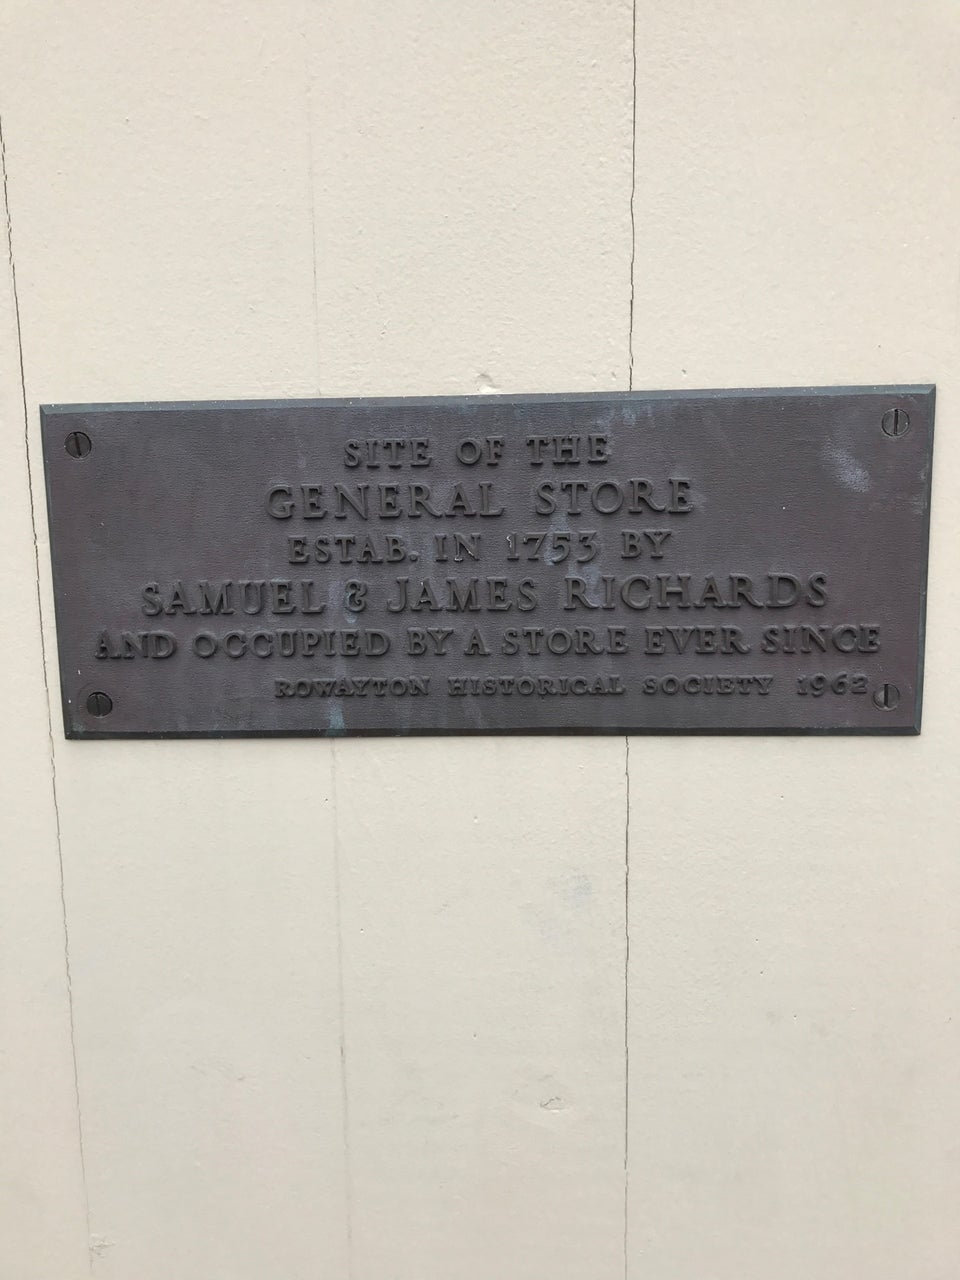 SITE OF THE
GENERAL STORE
ESTAB. IN 1753 BY
SAMUEL & JAMES RICHARDS
AND OCCUPIED BY A STORE EVER SINCE
ROWAYTON HISTORICAL SOCIETY 1962